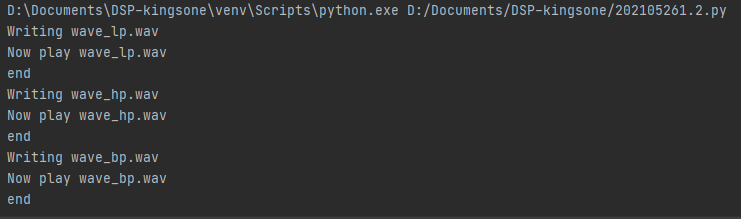 D:\Documents\DSP-kingsone\venv\Scripts\python.exe D:/Documents/DSP-kingsone/202105261.2.py
Writing wave_lp.wav
Now play wave_lp.wav
end
Writing wave_hp.wav
Now play wave_hp.wav
end
Writing wave_bp.wav
Now play wave_bp.wav
end